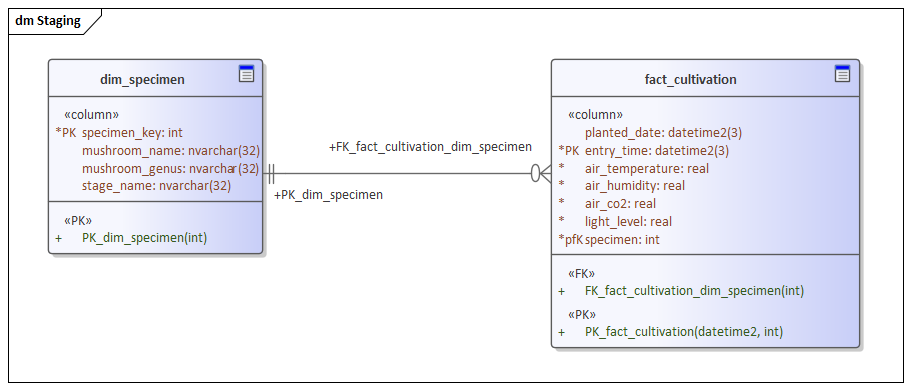 dm Staging
dim_specimen
«column»
*PK specimen_key: int
mushroom_name: nvarchar(32)
mushroom_genus: nvarchar(32)
stage_name: nvarchar(32)
«PK»
+ PK_dim_specimen(int)
+FK_fact_cultivation_dim_specimen
+PK_dim_specimen
fact_cultivation
«column»
planted_date: datetime2(3)
*PK entry_time: datetime2(3)
* air_temperature: real
* air_humidity: real
* air_co2: real
* light_level: real
*pfK specimen: int
«FK»
+ FK_fact_cultivation_dim_specimen(int)
«PK»
+ PK_fact_cultivation(datetime2, int)